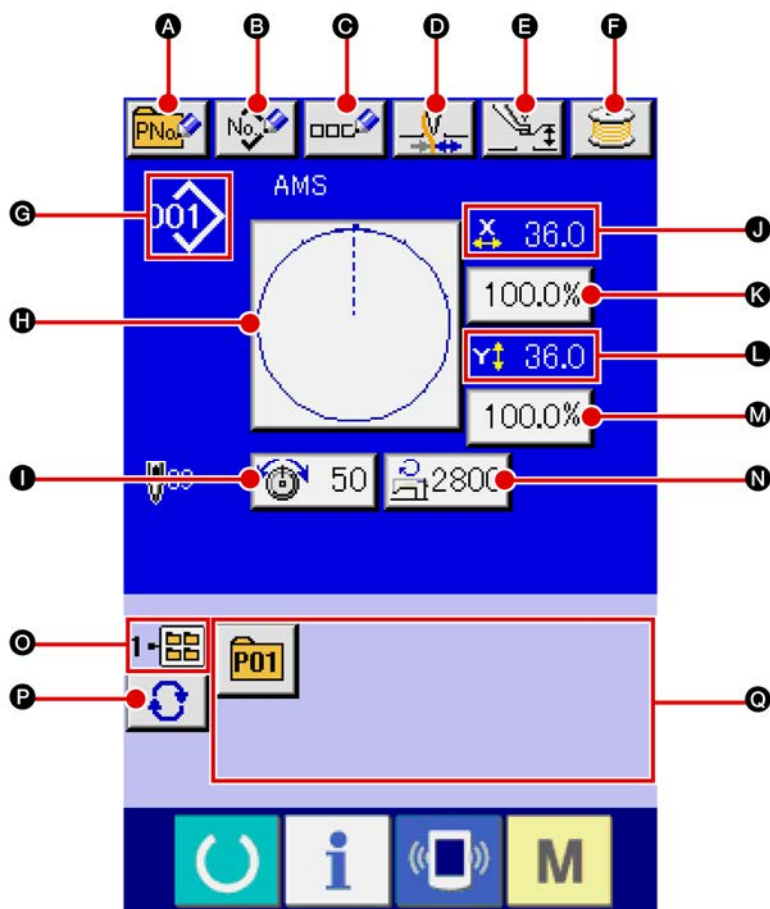 A B C D E F
PNo. No.
AMS
G 001 X 36.0 J
100.0% K
H Y 36.0 L
100.0% M
I 50 2800 N
O 1
P01
P Q
i M